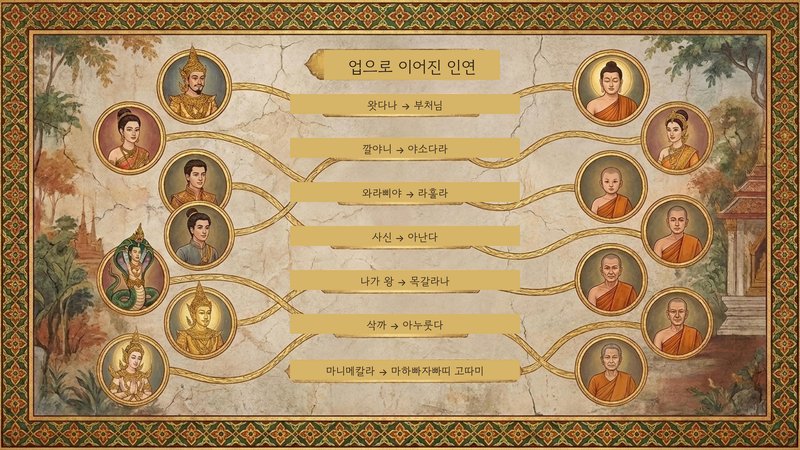 업으로 이어진 인연
왓다나 → 부처님
깔야니 → 야소다라
와라삐야 → 라훌라
사신 → 아난다
나가 왕 → 목갈라나
삭까 → 아누룻다
마니메칼라 → 마하빠자빠띠 고따미